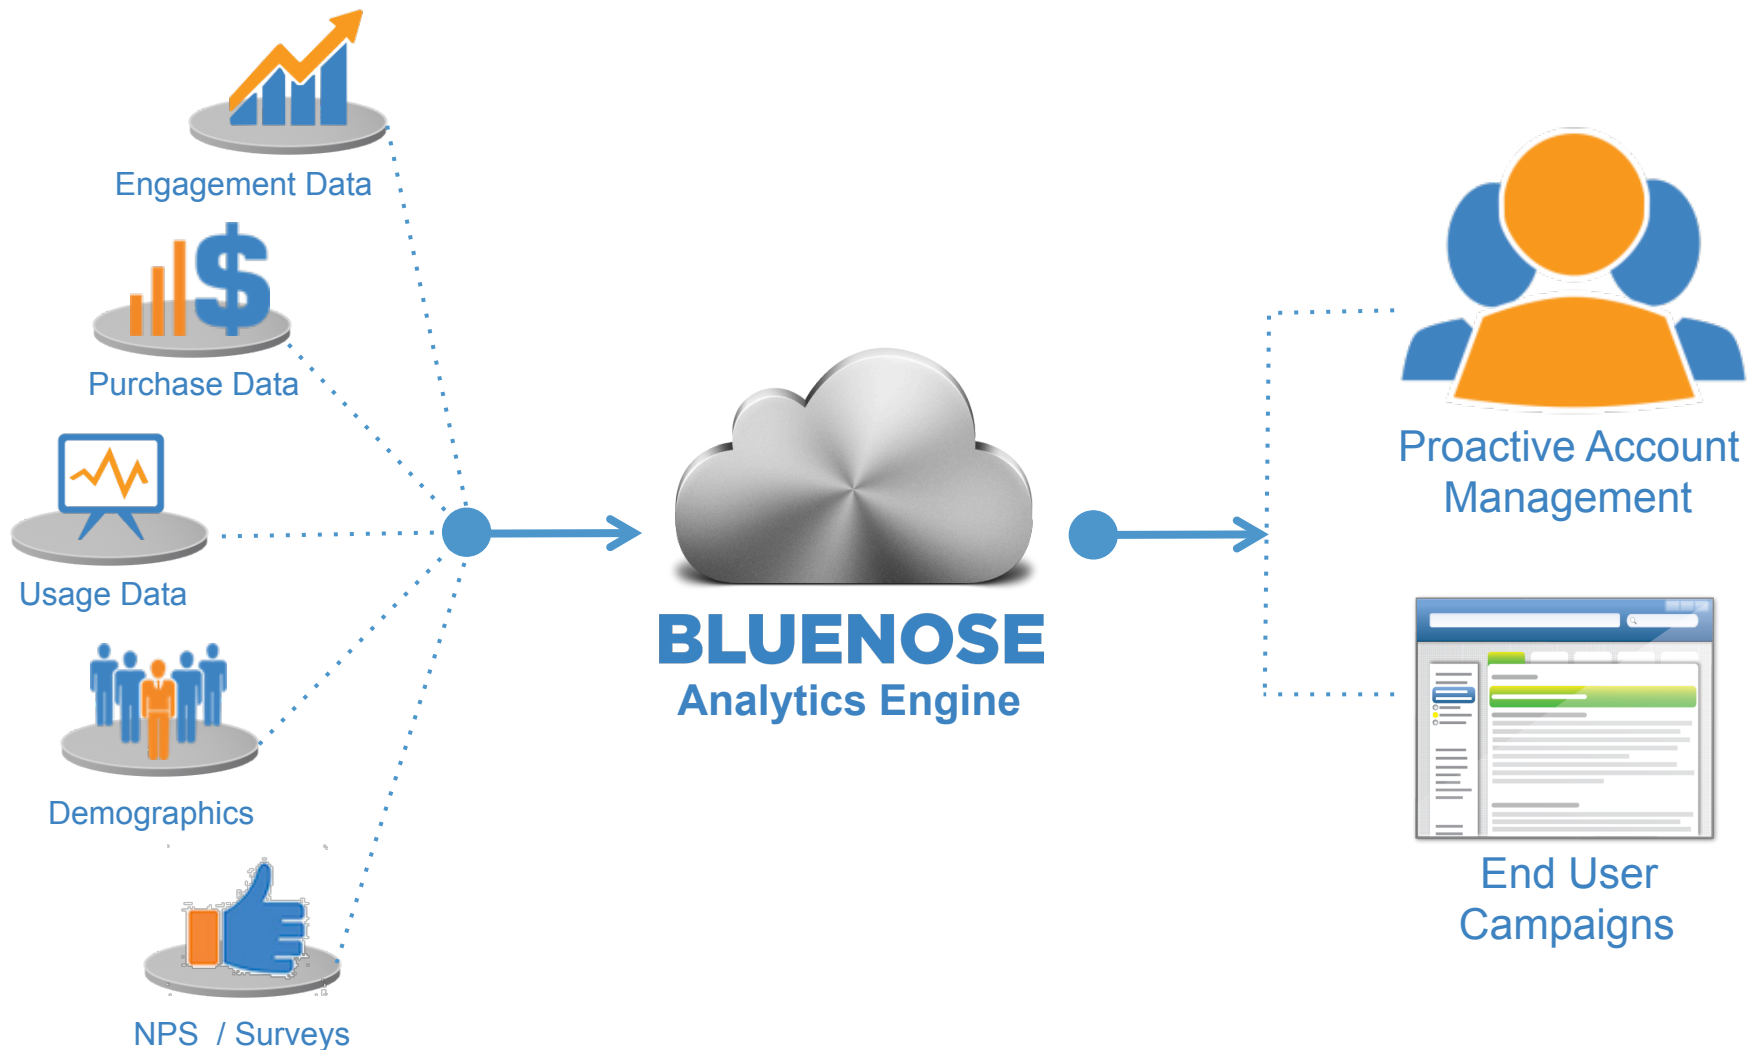 Engagement Data
Purchase Data
Usage Data
Demographics
NPS / Surveys
BLUENOSE
Analytics Engine
Proactive Account
Management
End User
Campaigns